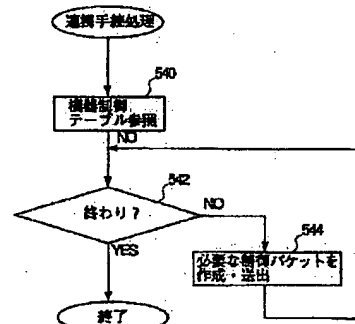 連携手続処理
540
機器制御
テーブル参照
NO
542
終わり？
NO
544
YES
必要な制御パケットを
作成・送出
終了